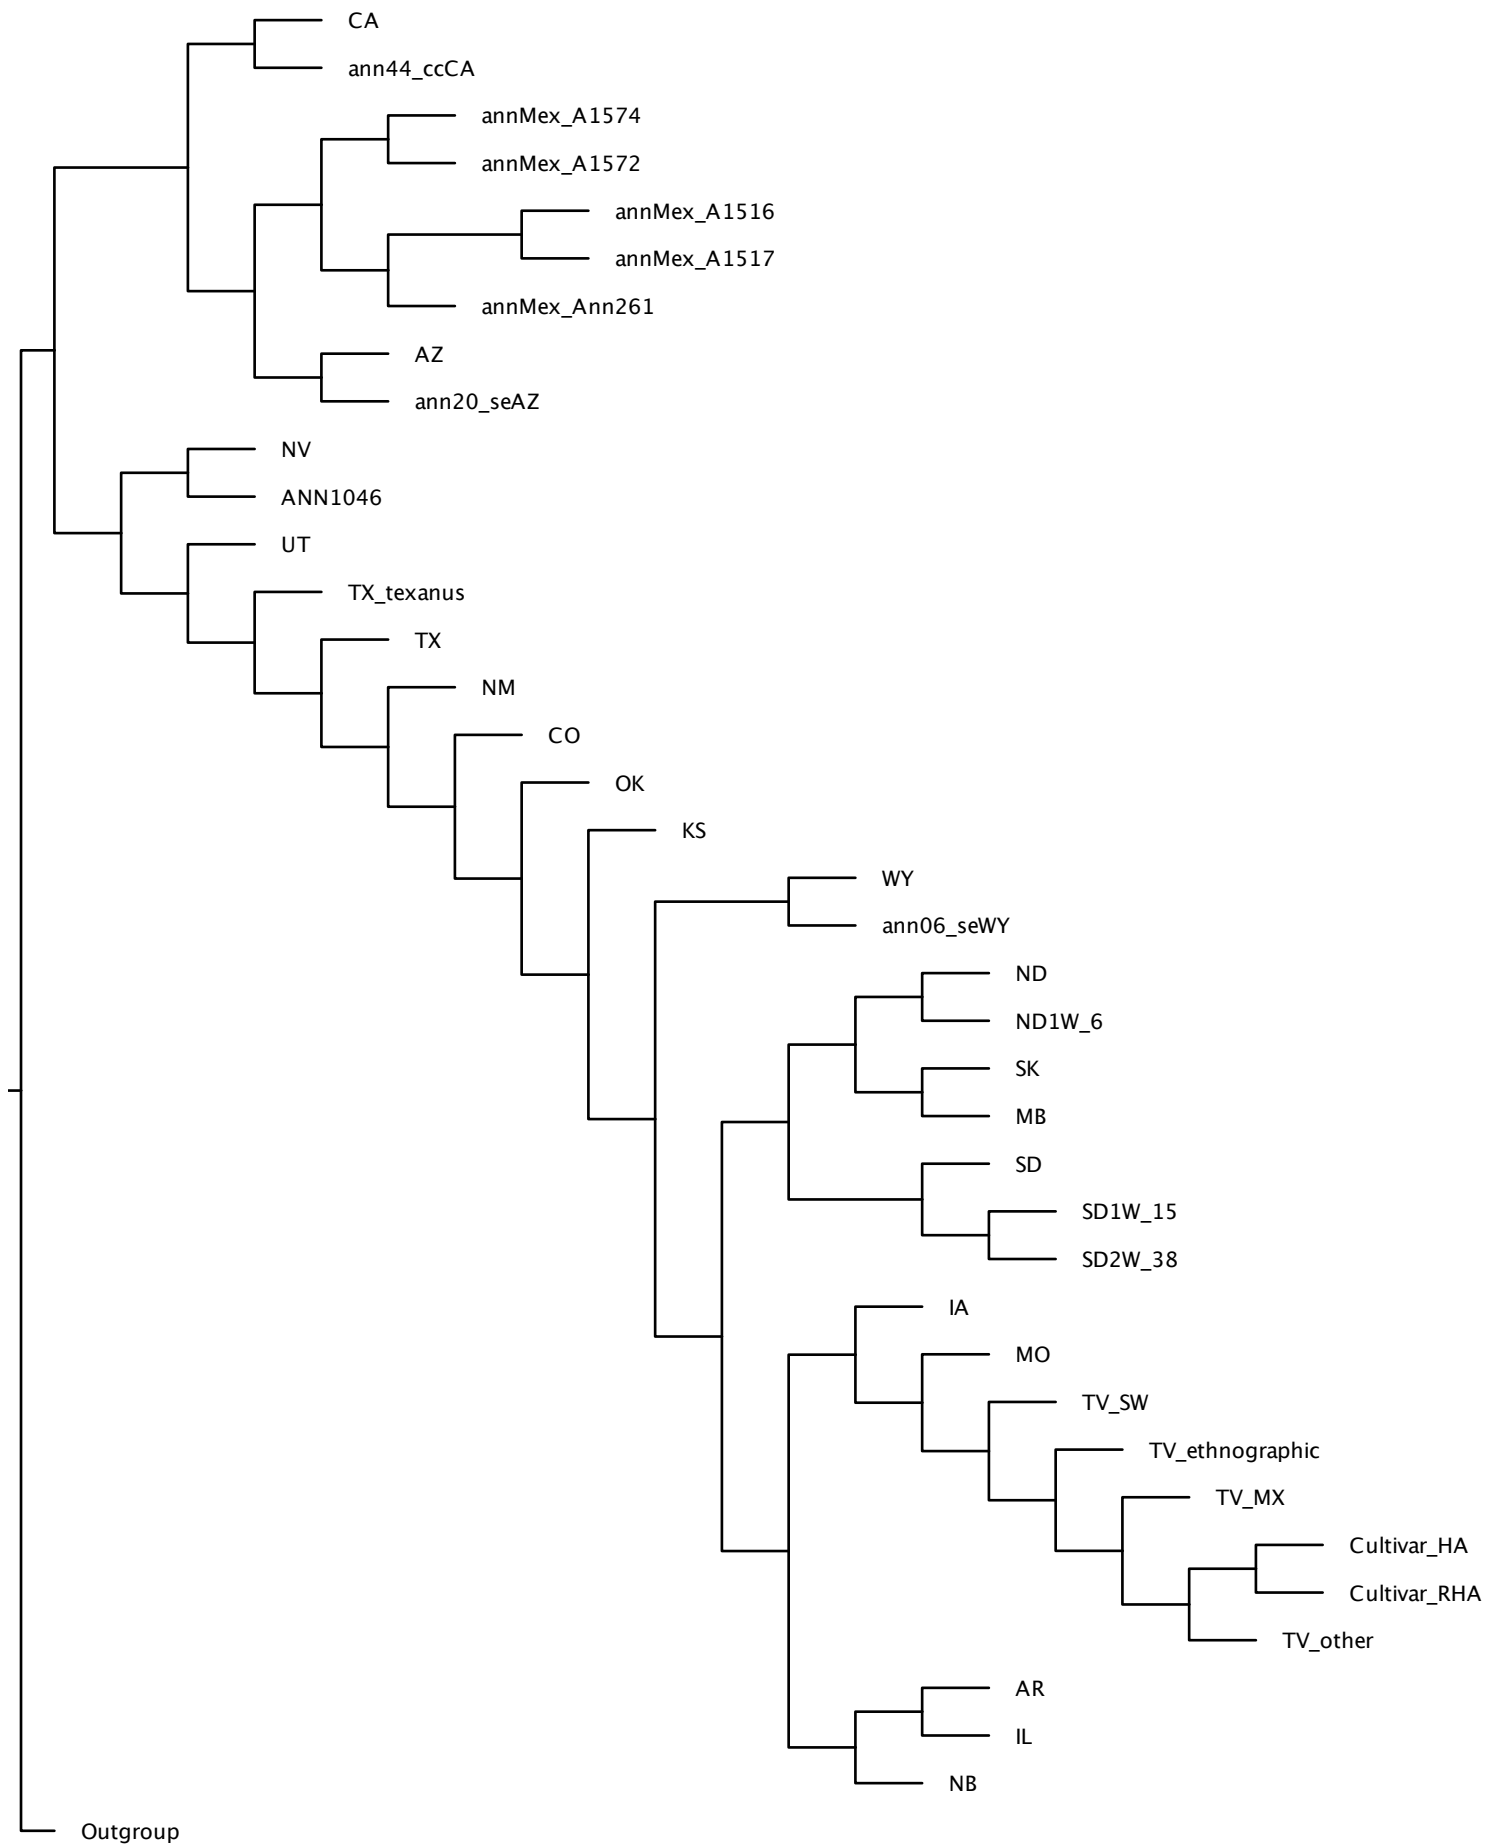 CA
ann44_ccCA
annMex_A1574
annMex_A1572
annMex_A1516
annMex_A1517
annMex_Ann261
AZ
ann20_seAZ
NV
ANN1046
UT
TX_texanus
TX
NM
CO
OK
KS
WY
ann06_seWY
ND
ND1W_6
SK
MB
SD
SD1W_15
SD2W_38
IA
MO
TV_SW
TV_ethnographic
TV_MX
Cultivar_HA
Cultivar_RHA
TV_other
AR
IL
NB
Outgroup